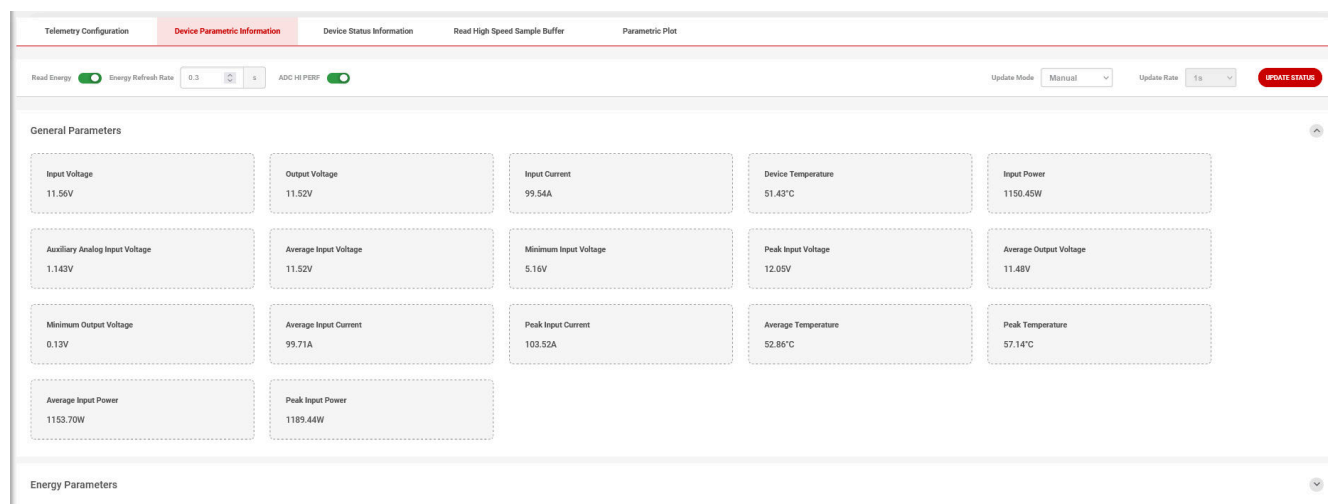 Telemetry Configuration Device Parametric Information Device Status Information Read High Speed Sample Buffer Parametric Plot
Read Energy Energy Refresh Rate 0.3 s ADC HI PERF Update Mode Manual Update Rate 1s UPDATE STATUS
General Parameters
Input Voltage Output Voltage Input Current Device Temperature Input Power
11.56V 11.52V 99.54A 51.43°C 1150.45W
Auxiliary Analog Input Voltage Average Input Voltage Minimum Input Voltage Peak Input Voltage Average Output Voltage
1.143V 11.52V 5.16V 12.05V 11.48V
Minimum Output Voltage Average Input Current Peak Input Current Average Temperature Peak Temperature
0.13V 99.71A 103.52A 52.86°C 57.14°C
Average Input Power Peak Input Power
1153.70W 1189.44W
Energy Parameters